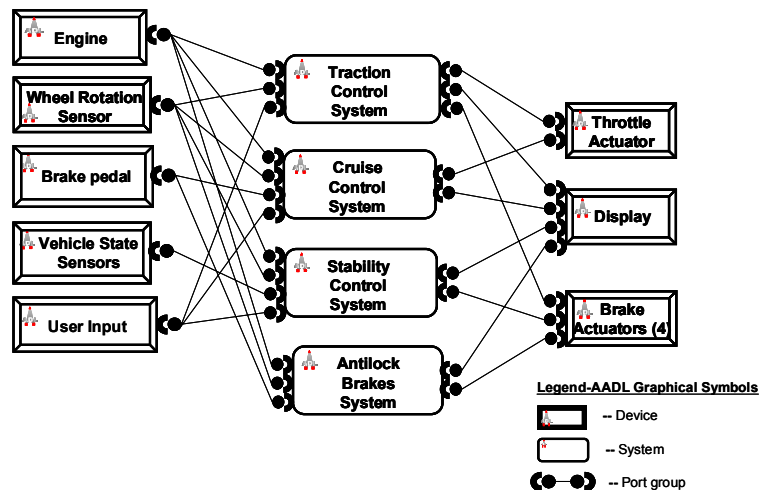 Engine
Wheel Rotation
Sensor
Brake pedal
Vehicle State
Sensors
User Input
Traction
Control
System
Cruise
Control
System
Stability
Control
System
Antilock
Brakes
System
Throttle
Actuator
Display
Brake
Actuators (4)
Legend-AADL Graphical Symbols
-- Device
-- System
-- Port group